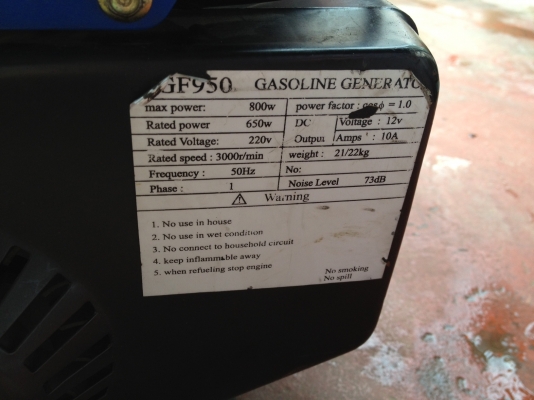 GF950 GASOLINE GENERATO
max power: 800w
power factor : cosϕ = 1.0
Rated power 650w
DC Voltage : 12v
Rated Voltage: 220v
Output Amps : 10A
Rated speed : 3000r/min
weight : 21/22kg
Frequency : 50Hz
No:
Phase : 1
Noise Level 73dB
⚠ Warning
1. No use in house
2. No use in wet condition
3. No connect to household circuit
4. keep inflammable away
5. when refueling stop engine
No smoking
No spill